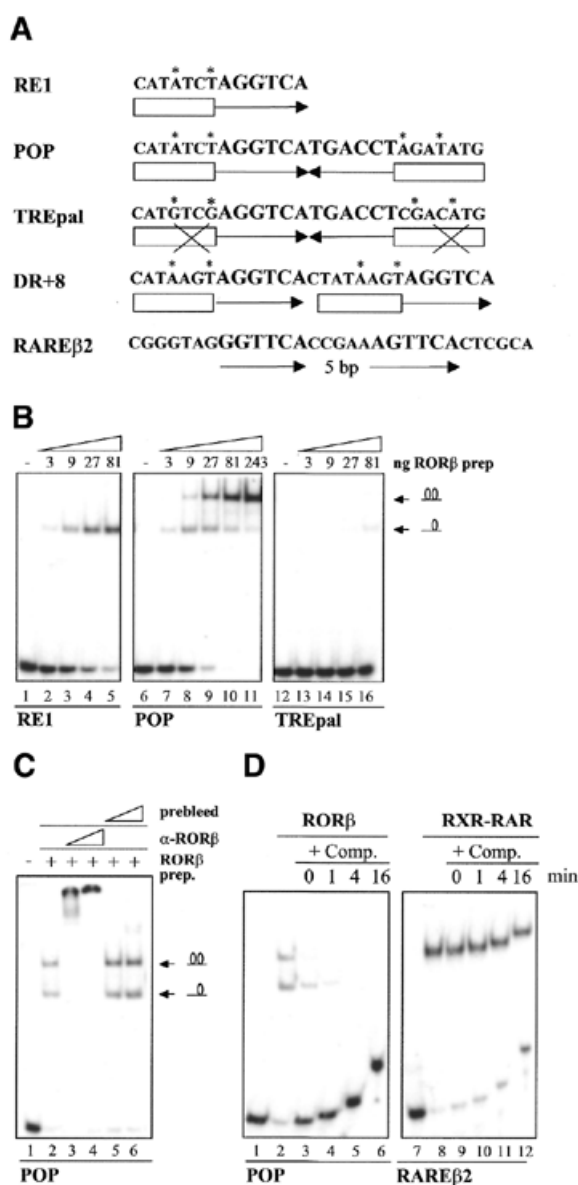 A
* *
RE1 CATATCTAGGTCA
* * * *
POP CATATCTAGGTCATGACCTAGATATG
* * * *
TREpal CATGTCGAGGTCATGACCTCGACATG
* * * *
DR+8 CATAAGTAGGTCACTATAAGTAGGTCA
RAREβ2 CGGGTAGGGTTCACCGAAAGTTCACTCGCA
5 bp
B
- 3 9 27 81 - 3 9 27 81 243 - 3 9 27 81 ng RORβ prep
1 2 3 4 5 6 7 8 9 10 11 12 13 14 15 16
RE1 POP TREpal
C
prebleed
α-RORβ
- + + + + + RORβ
prep.
1 2 3 4 5 6
POP
D
RORβ RXR-RAR
+ Comp. + Comp.
0 1 4 16 0 1 4 16 min
1 2 3 4 5 6 7 8 9 10 11 12
POP RAREβ2